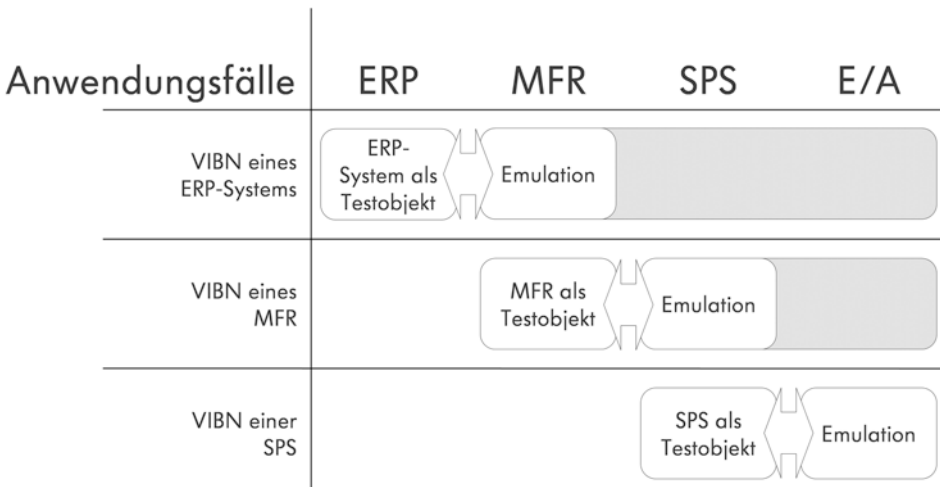 Anwendungsfälle ERP MFR SPS E/A
VIBN eines
ERP-Systems
ERP-
System als
Testobjekt
Emulation
VIBN eines
MFR
MFR als
Testobjekt
Emulation
VIBN einer
SPS
SPS als
Testobjekt
Emulation